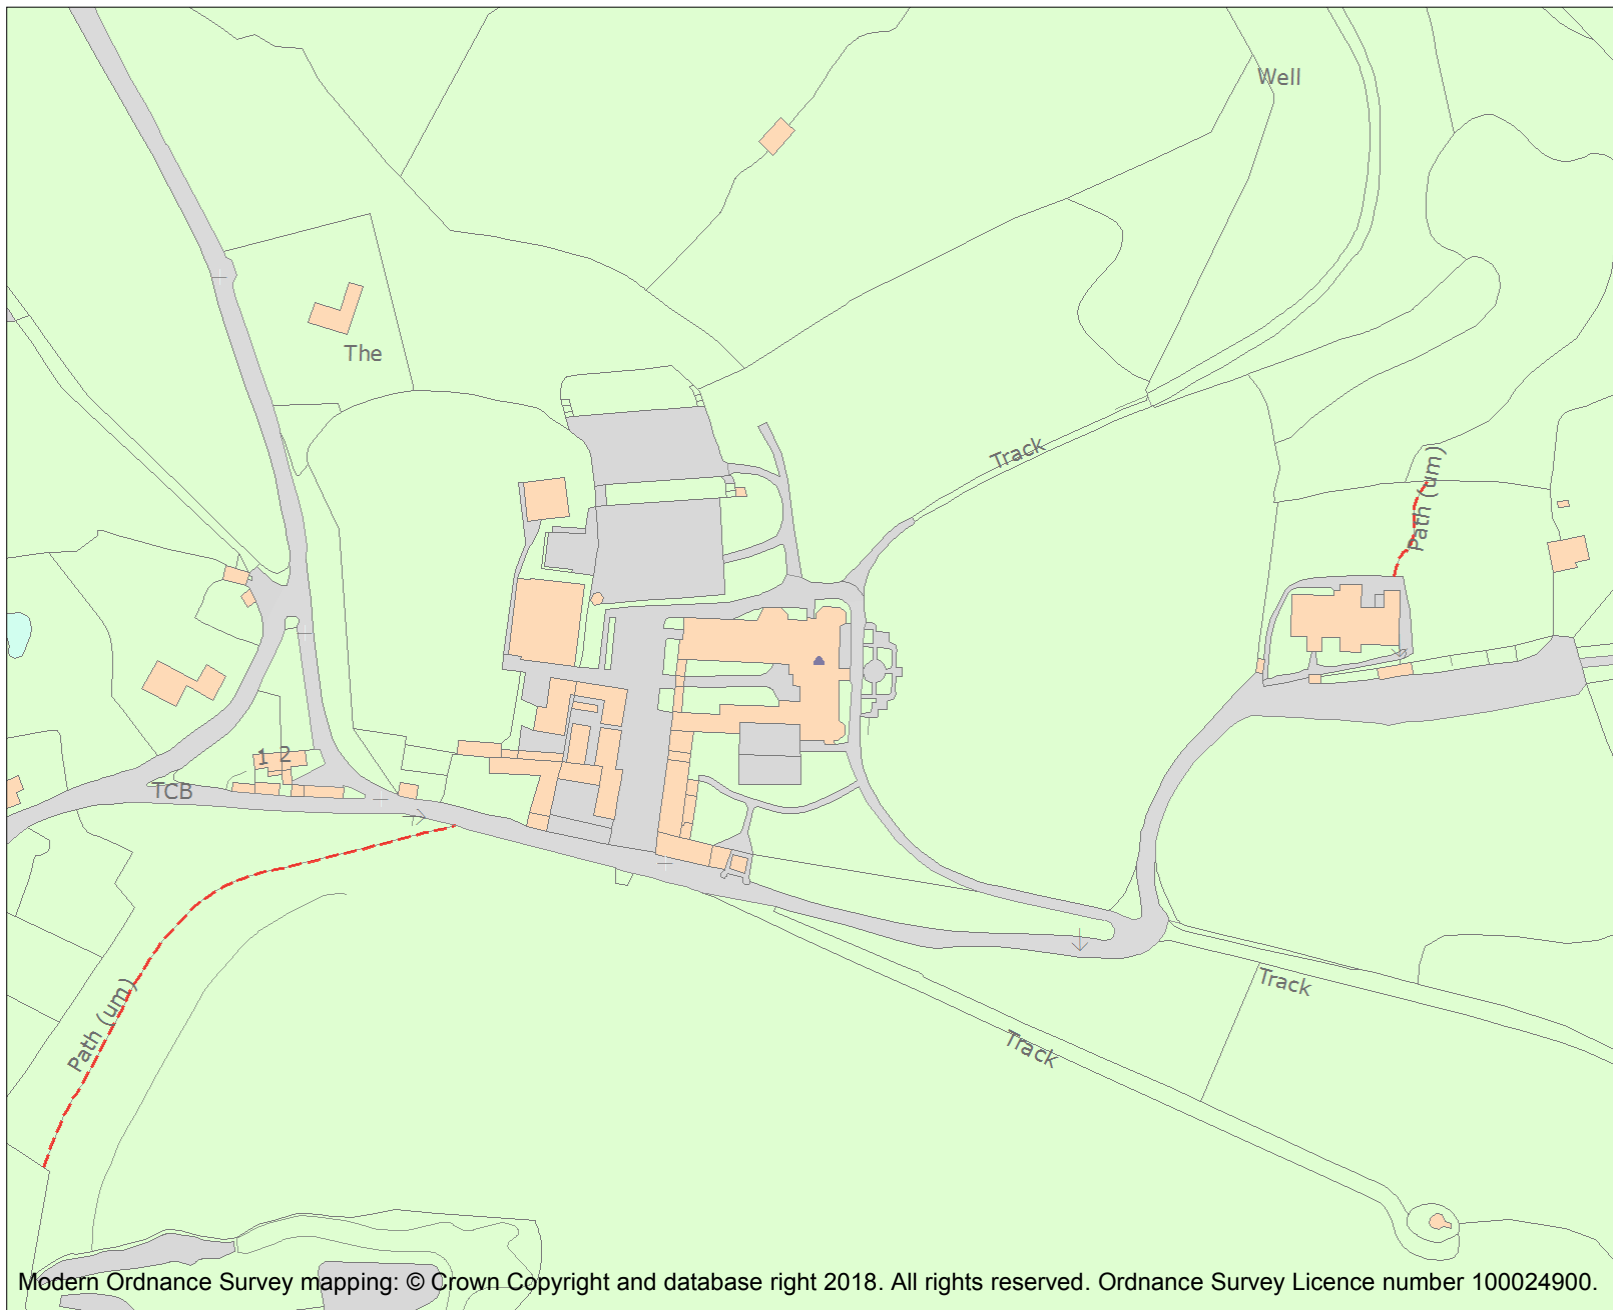 Well
The
Track
Path (um)
1 2
TCB
Track
Path (um)
Track
Modern Ordnance Survey mapping: © Crown Copyright and database right 2018. All rights reserved. Ordnance Survey Licence number 100024900.